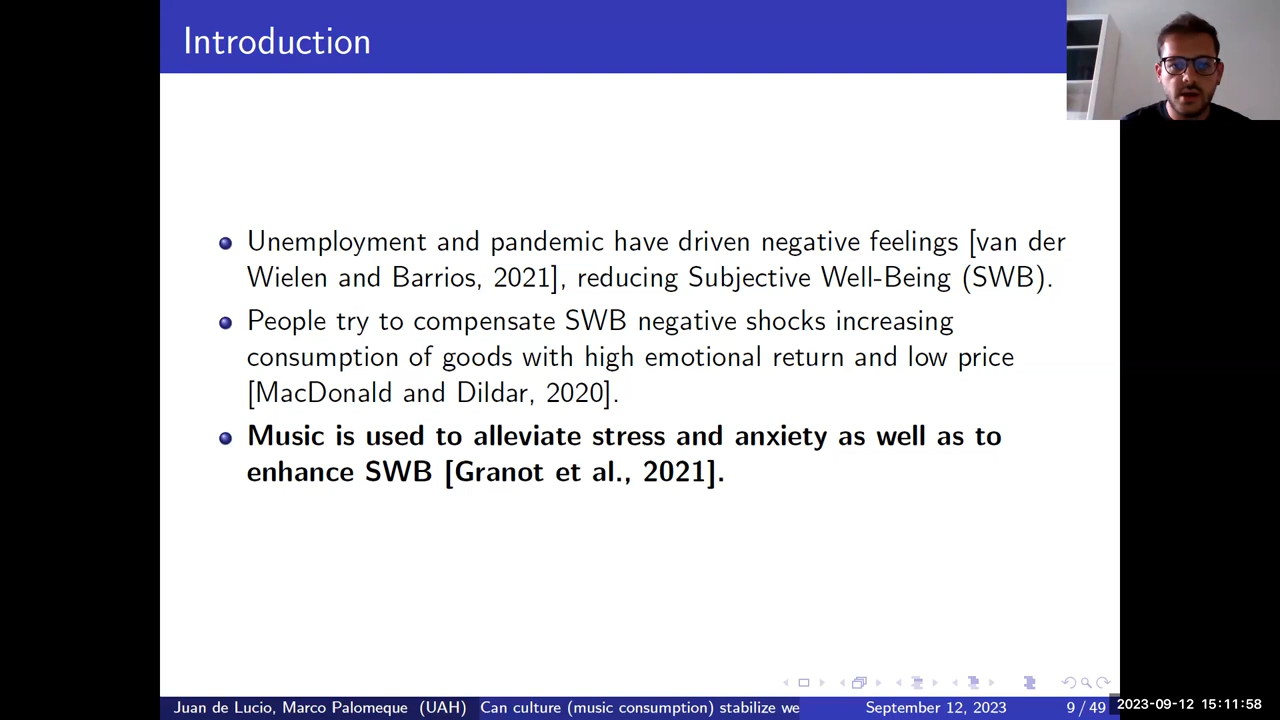 Introduction
Unemployment and pandemic have driven negative feelings [van der
Wielen and Barrios, 2021], reducing Subjective Well-Being (SWB).
People try to compensate SWB negative shocks increasing
consumption of goods with high emotional return and low price
[MacDonald and Dildar, 2020].
Music is used to alleviate stress and anxiety as well as to
enhance SWB [Granot et al., 2021].
Juan de Lucio, Marco Palomeque (UAH) Can culture (music consumption) stabilize we September 12, 2023 9 / 49 2023-09-12 15:11:58